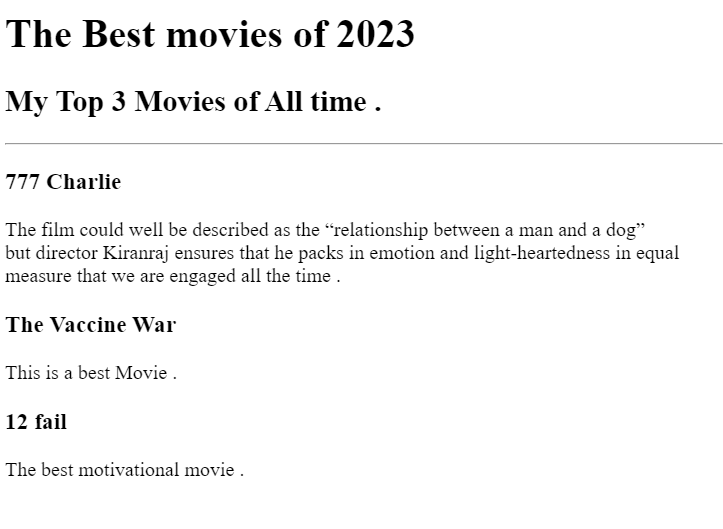 The Best movies of 2023
My Top 3 Movies of All time .
777 Charlie
The film could well be described as the “relationship between a man and a dog”
but director Kiranraj ensures that he packs in emotion and light-heartedness in equal
measure that we are engaged all the time .
The Vaccine War
This is a best Movie .
12 fail
The best motivational movie .